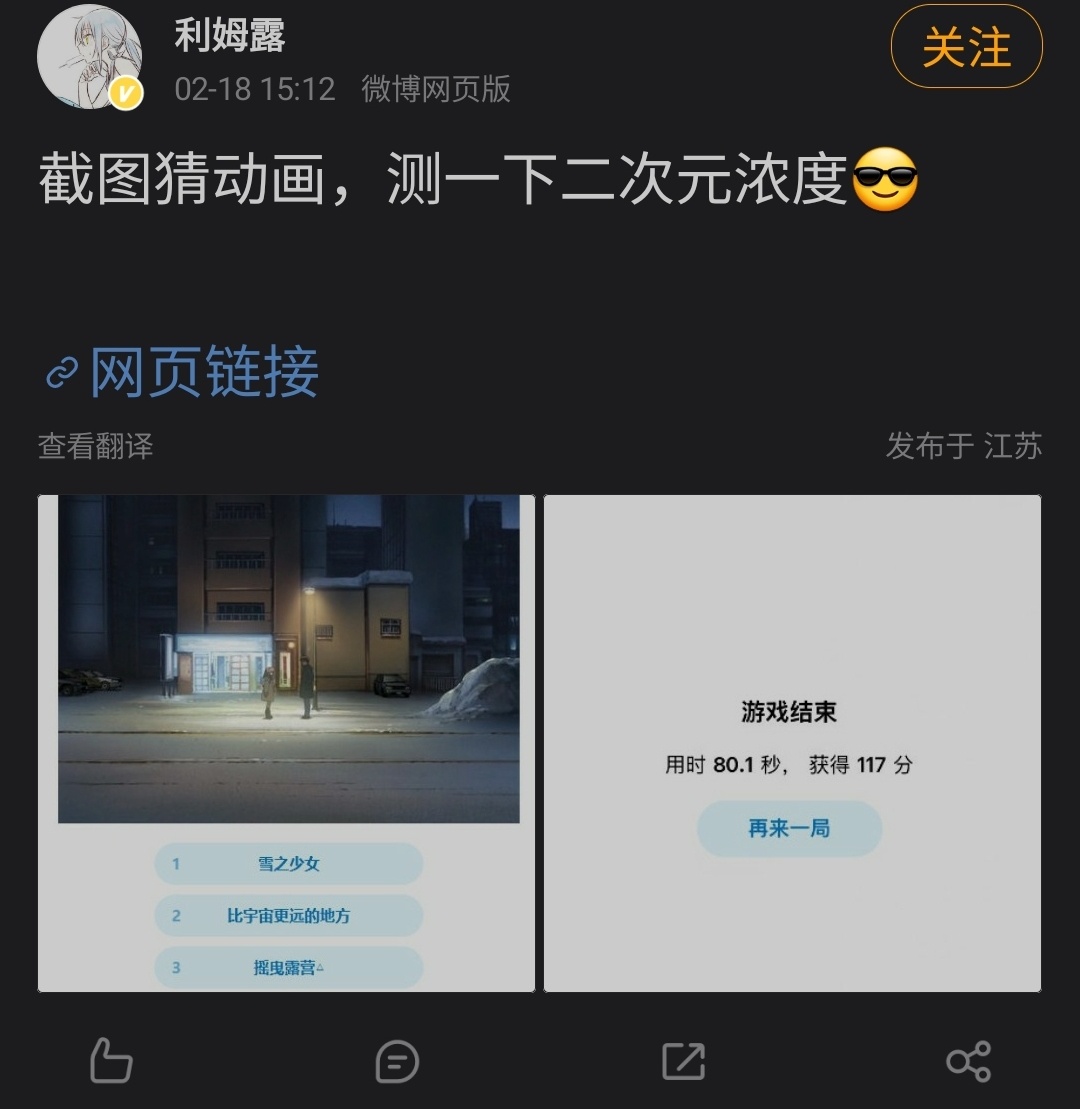 利姆露
关注
02-18 15:12 微博网页版
截图猜动画，测一下二次元浓度😎
网页链接
查看翻译
发布于 江苏
1 雪之少女
2 比宇宙更远的地方
3 摇曳露营△
游戏结束
用时 80.1 秒， 获得 117 分
再来一局